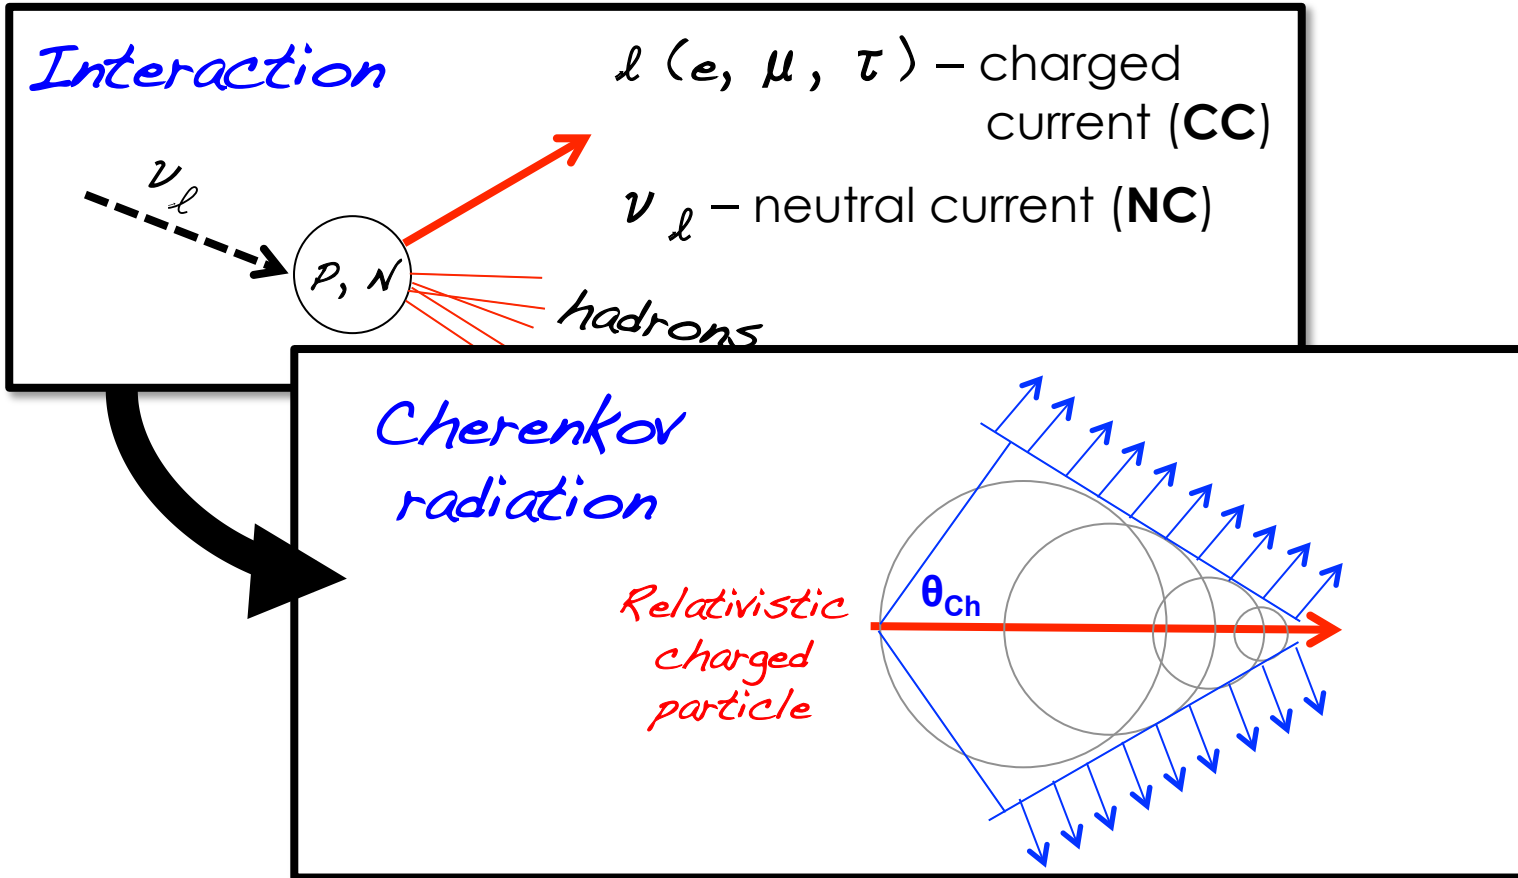 Interaction
ℓ (e, μ, τ) – charged
current (CC)
ν ℓ
ν ℓ – neutral current (NC)
P, N
hadrons
Cherenkov
radiation
Relativistic
charged
particle
θCh